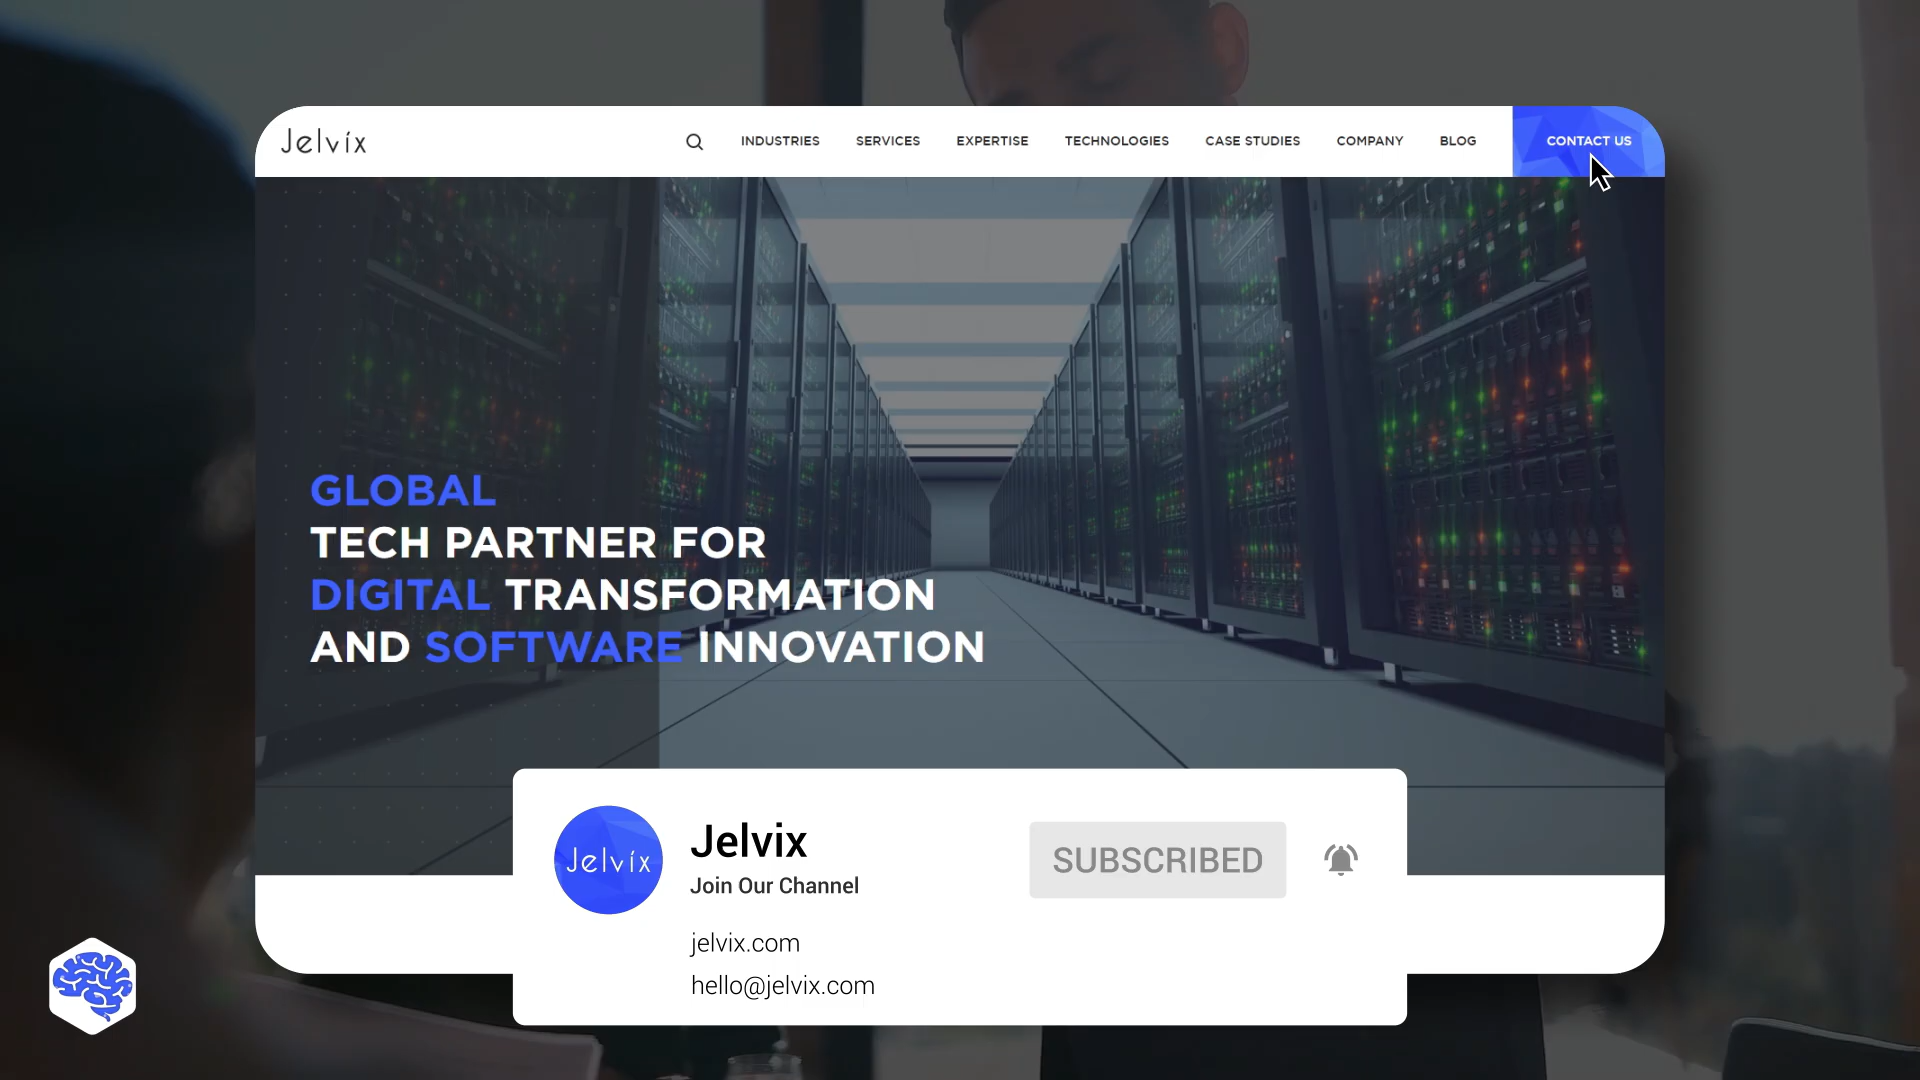 Jelvix
INDUSTRIES
SERVICES
EXPERTISE
TECHNOLOGIES
CASE STUDIES
COMPANY
BLOG
CONTACT US
GLOBAL
TECH PARTNER FOR
DIGITAL TRANSFORMATION
AND SOFTWARE INNOVATION
Jelvix
Jelvix
Join Our Channel
SUBSCRIBED
jelvix.com
hello@jelvix.com